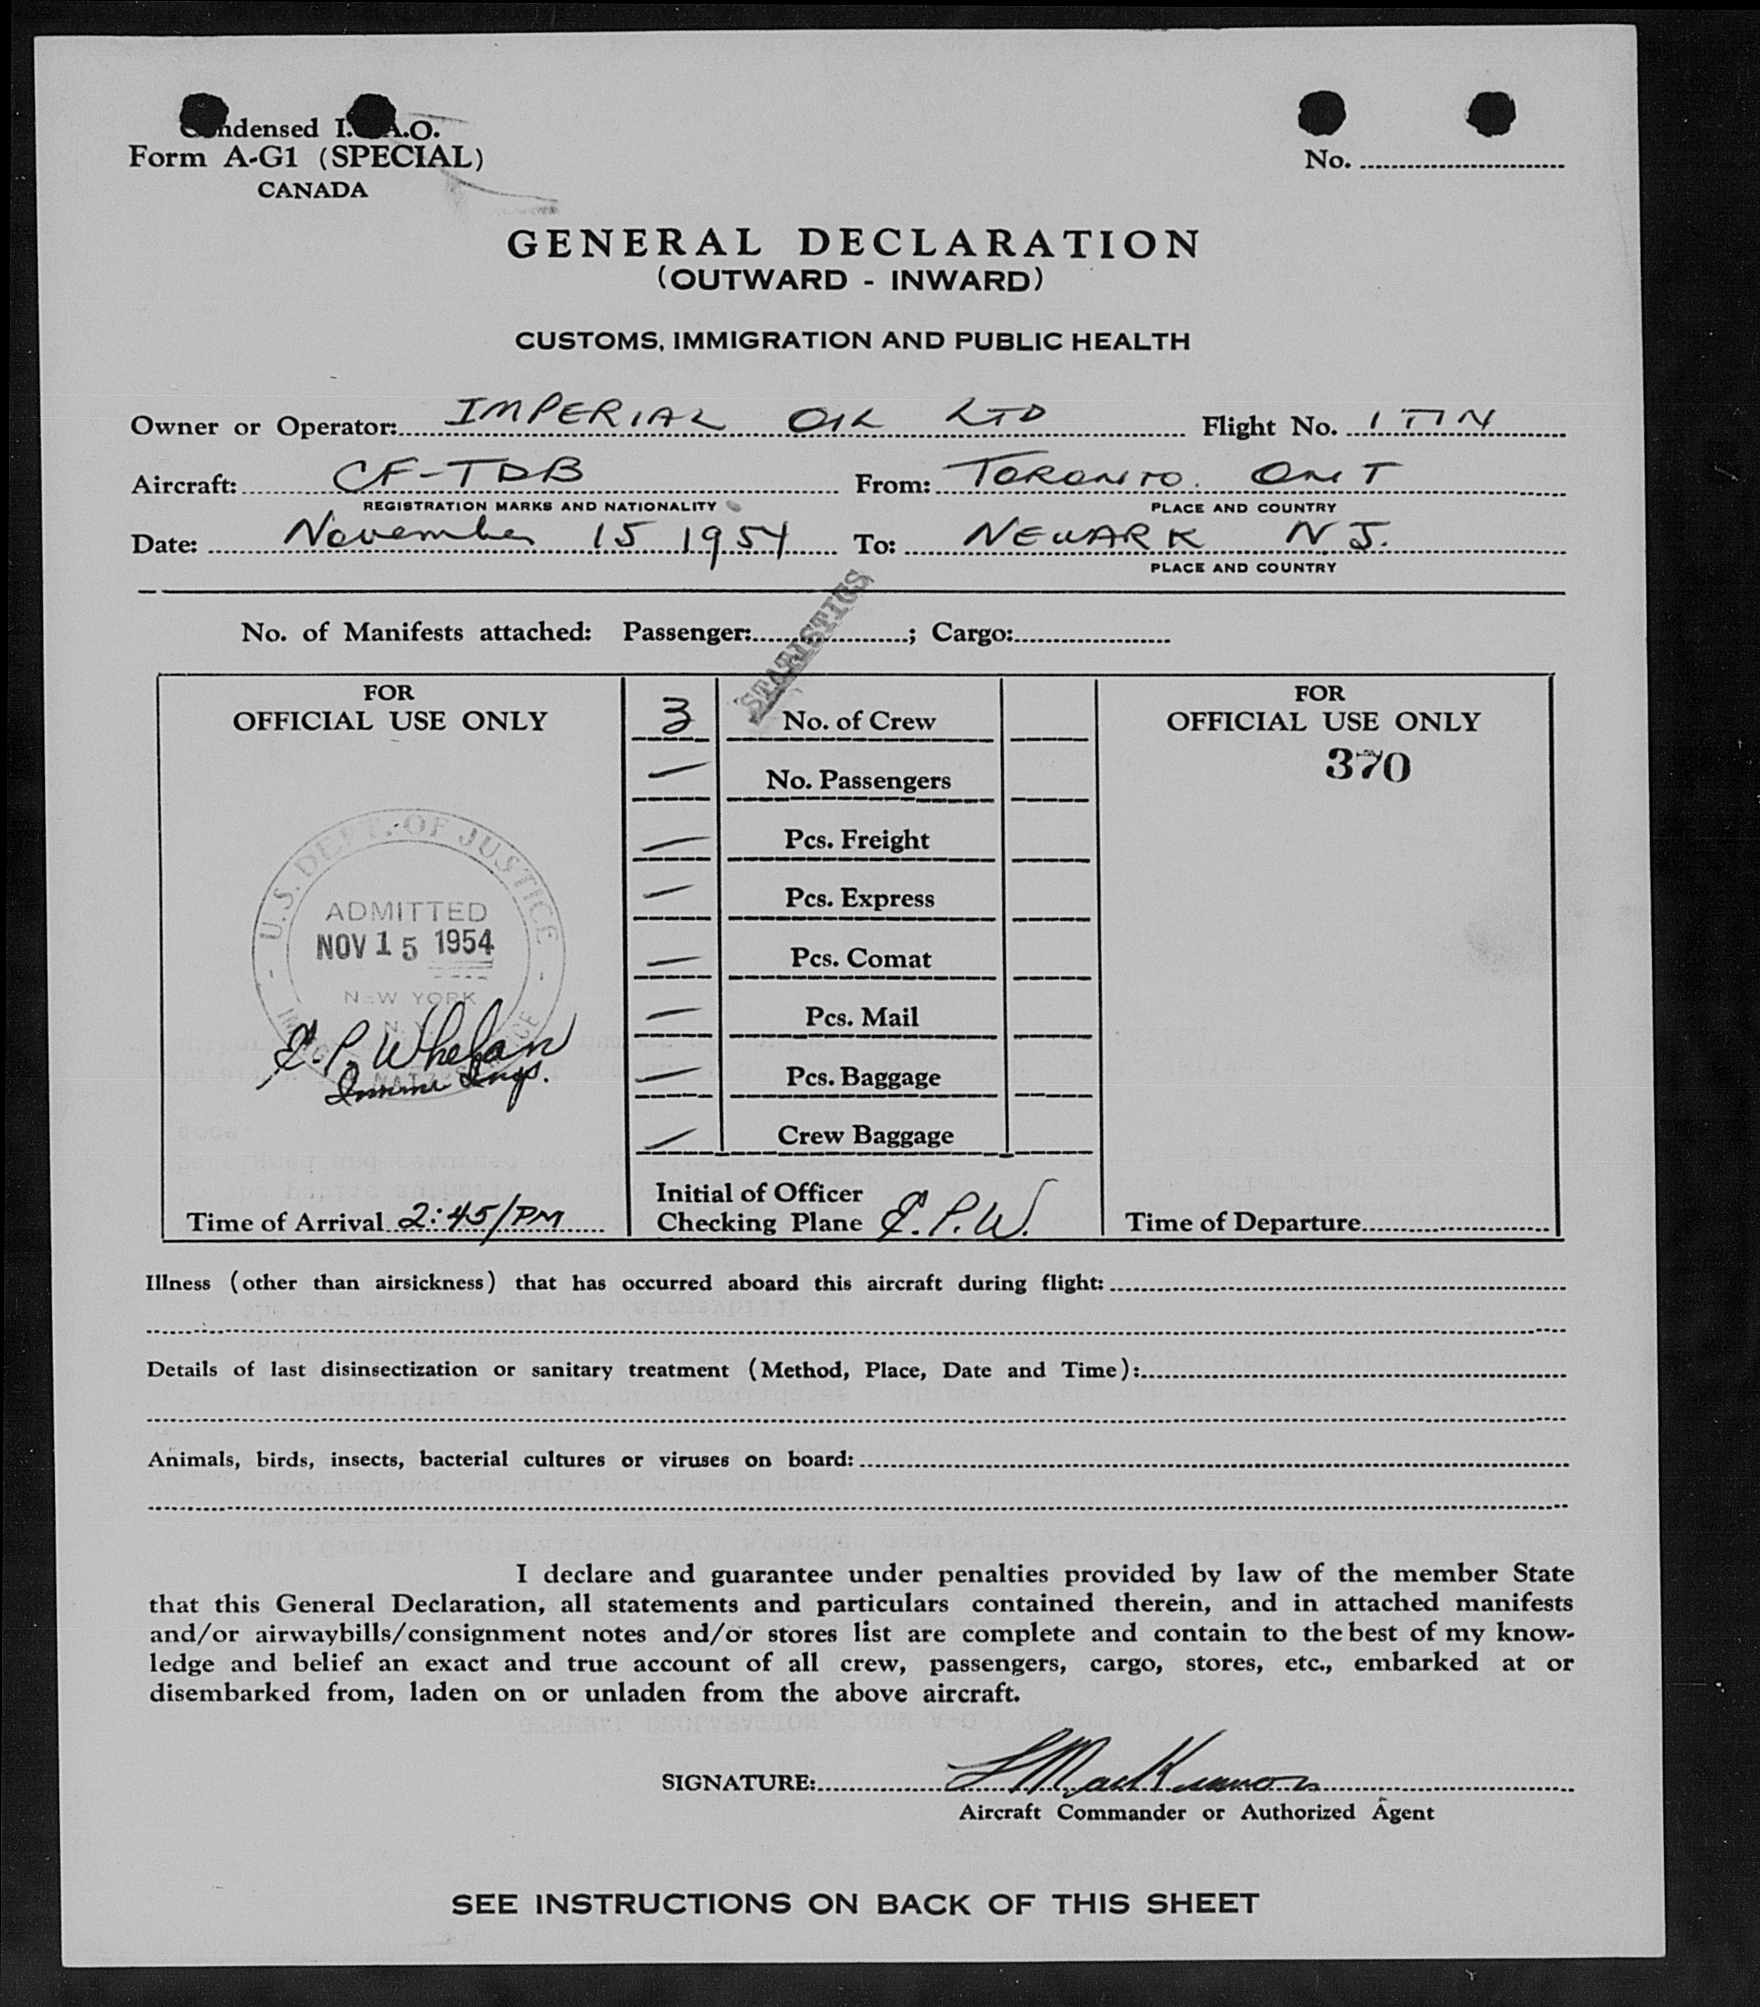 Condensed I.C.A.O.
Form A-G1 (SPECIAL)
CANADA
No.
GENERAL DECLARATION
(OUTWARD - INWARD)
CUSTOMS, IMMIGRATION AND PUBLIC HEALTH
Owner or Operator: IMPERIAL OIL LTD Flight No. 1 TIN
Aircraft: CF-TDB From: TORONTO. ONT
REGISTRATION MARKS AND NATIONALITY PLACE AND COUNTRY
Date: November 15 1954 To: NEWARK N.J.
PLACE AND COUNTRY
STATISTICS
No. of Manifests attached: Passenger: ; Cargo:
FOR
OFFICIAL USE ONLY
U.S. DEPT. OF JUSTICE
ADMITTED
NOV 15 1954
NEW YORK
N.Y.
E.P. Whelan
Immi Insp.
Time of Arrival 2:45/PM
3 No. of Crew
— No. Passengers
— Pcs. Freight
— Pcs. Express
— Pcs. Comat
— Pcs. Mail
— Pcs. Baggage
— Crew Baggage
Initial of Officer
Checking Plane E.P.W.
FOR
OFFICIAL USE ONLY
370
Time of Departure
Illness (other than airsickness) that has occurred aboard this aircraft during flight:
Details of last disinsectization or sanitary treatment (Method, Place, Date and Time):
Animals, birds, insects, bacterial cultures or viruses on board:
I declare and guarantee under penalties provided by law of the member State
that this General Declaration, all statements and particulars contained therein, and in attached manifests
and/or airwaybills/consignment notes and/or stores list are complete and contain to the best of my know-
ledge and belief an exact and true account of all crew, passengers, cargo, stores, etc., embarked at or
disembarked from, laden on or unladen from the above aircraft.
SIGNATURE: L MacKinnon
Aircraft Commander or Authorized Agent
SEE INSTRUCTIONS ON BACK OF THIS SHEET